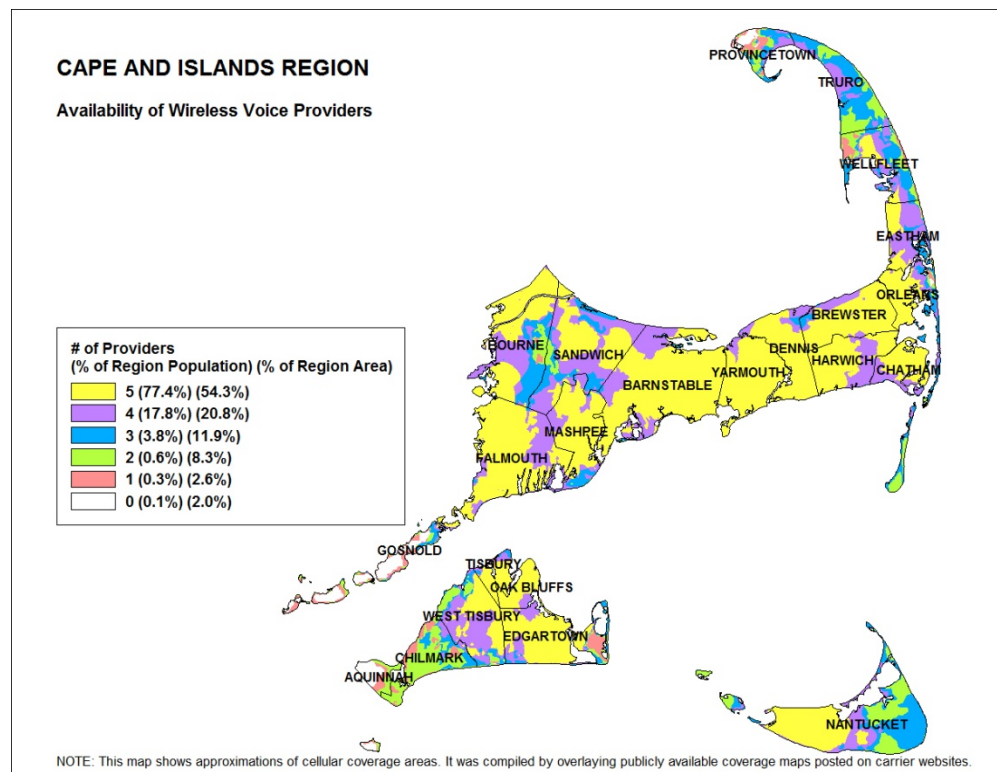 CAPE AND ISLANDS REGION
Availability of Wireless Voice Providers
PROVINCETOWN
TRURO
WELLFLEET
EASTHAM
ORLEANS
BREWSTER
DENNIS
HARWICH
CHATHAM
YARMOUTH
BARNSTABLE
SANDWICH
BOURNE
MASHPEE
FALMOUTH
# of Providers
(% of Region Population) (% of Region Area)
5 (77.4%) (54.3%)
4 (17.8%) (20.8%)
3 (3.8%) (11.9%)
2 (0.6%) (8.3%)
1 (0.3%) (2.6%)
0 (0.1%) (2.0%)
GOSNOLD
TISBURY
OAK BLUFFS
WEST TISBURY
EDGARTOWN
CHILMARK
AQUINNAH
NANTUCKET
NOTE: This map shows approximations of cellular coverage areas. It was compiled by overlaying publicly available coverage maps posted on carrier websites.